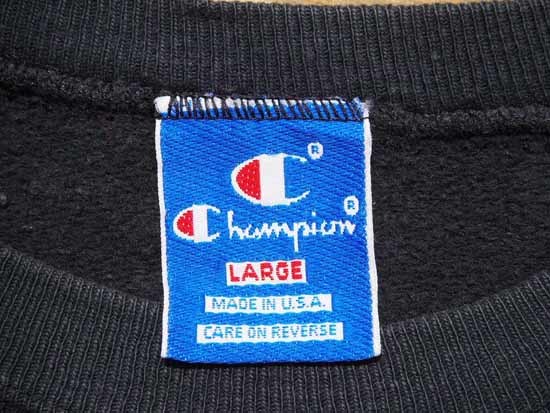 C®
Champion®
LARGE
MADE IN U.S.A.
CARE ON REVERSE